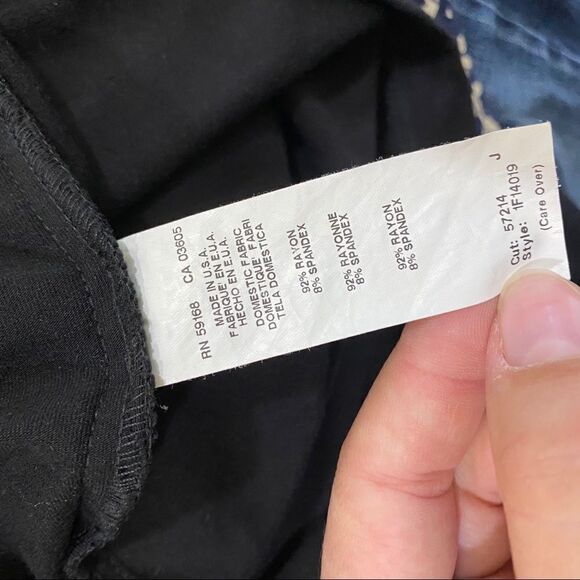 RN 59168 CA 03605
MADE IN U.S.A.
FABRIQUÉ EN E.U.A.
HECHO EN E.U.A.
DOMESTIC FABRIC
DOMESTIQUE FABRI
TELA DOMESTICA
92% RAYON
8% SPANDEX
92% RAYONNE
8% SPANDEX
92% RAYON
8% SPANDEX
Cut: 57214 J
Style: 1F14019
(Care Over)